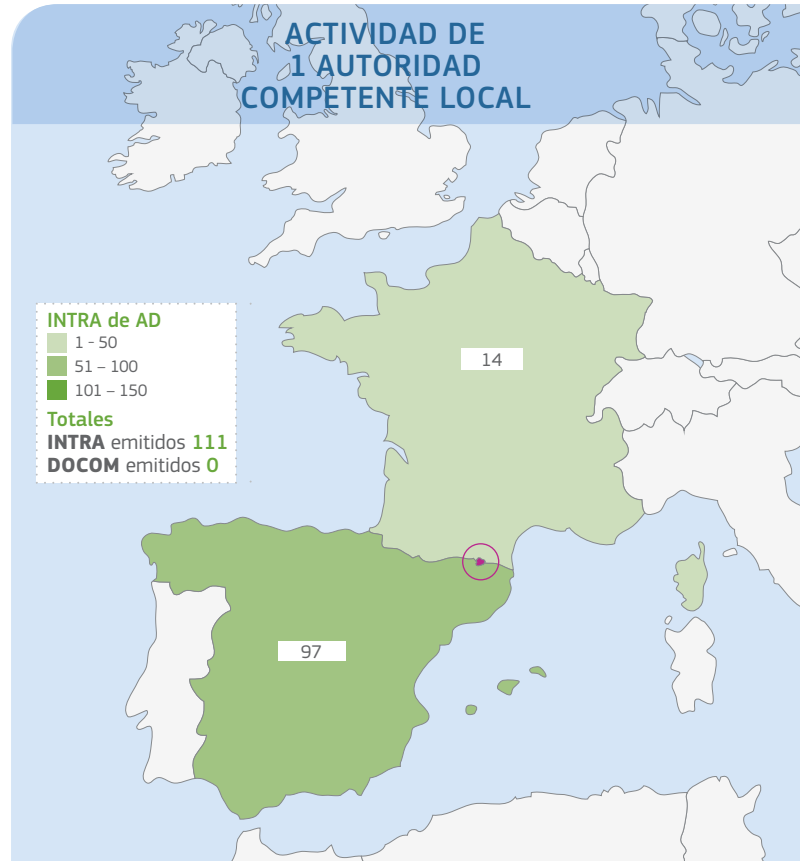 ACTIVIDAD DE
1 AUTORIDAD
COMPETENTE LOCAL
INTRA de AD
1 - 50
51 – 100
101 – 150
Totales
INTRA emitidos 111
DOCOM emitidos 0
14
97